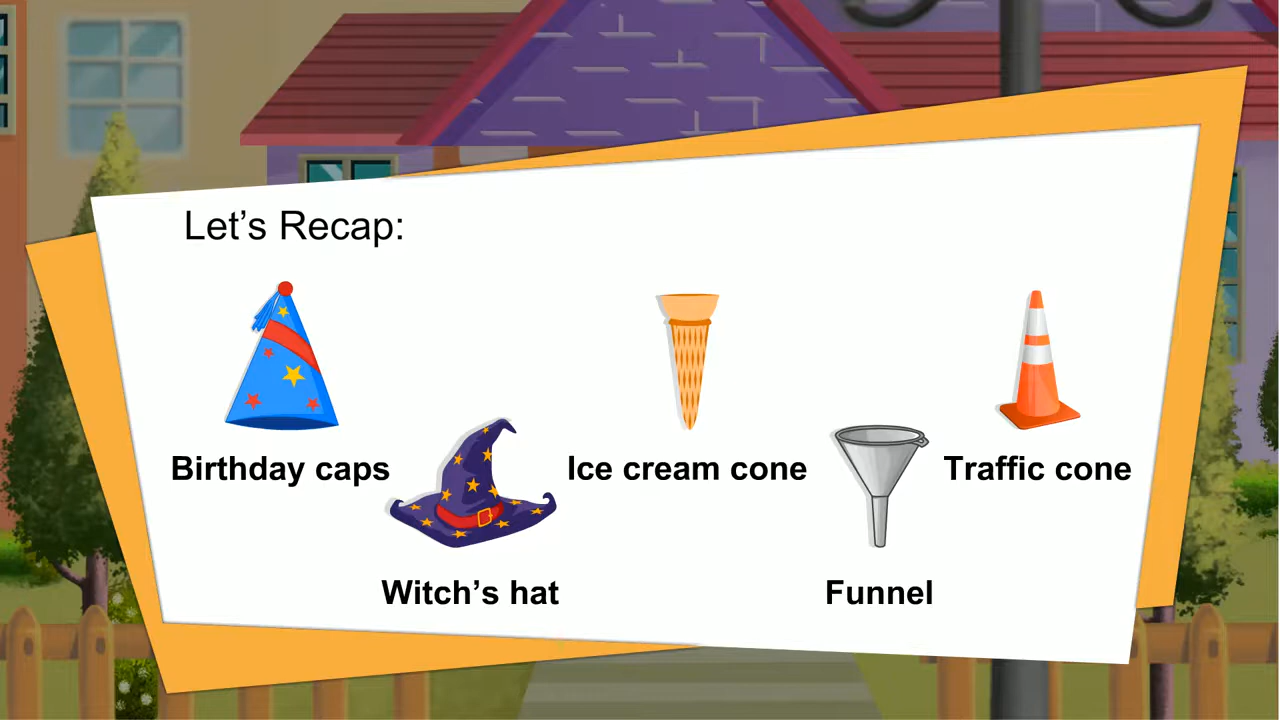 Let’s Recap:
Birthday caps
Ice cream cone
Traffic cone
Witch’s hat
Funnel